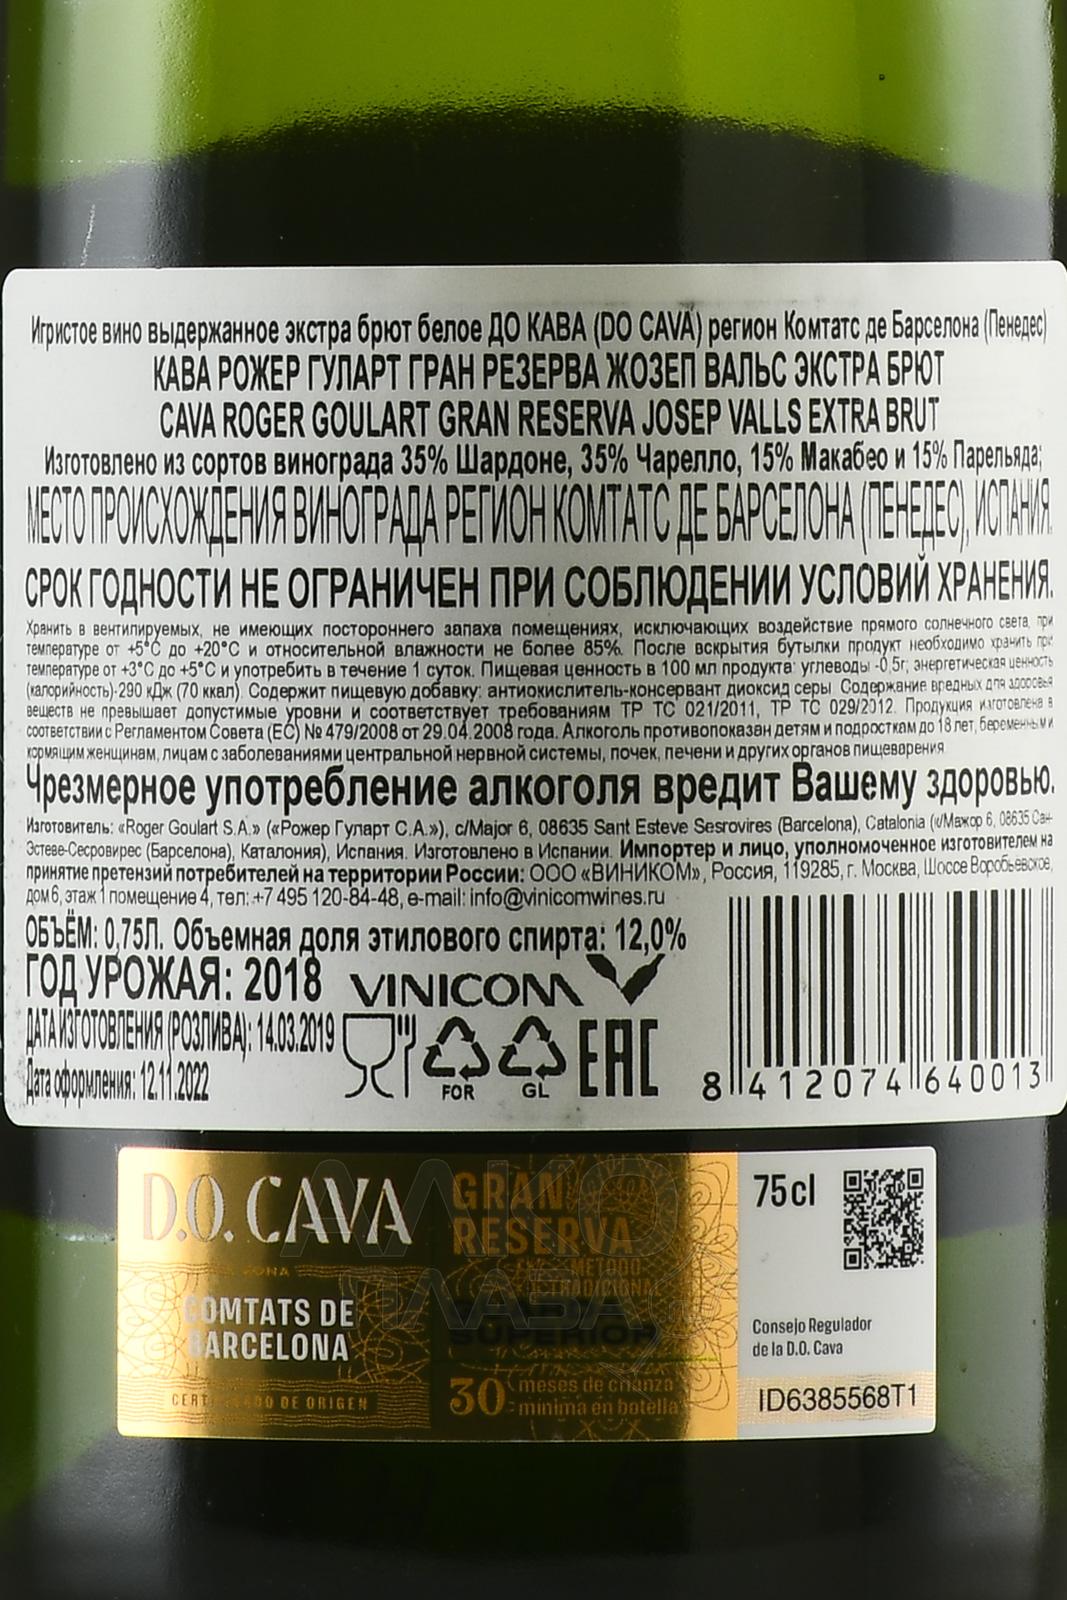 Игристое вино выдержанное экстра брют белое ДО КАВА (DO CAVA) регион Комтатс де Барселона (Пенедес)
КАВА РОЖЕР ГУЛАРТ ГРАН РЕЗЕРВА ЖОЗЕП ВАЛЬС ЭКСТРА БРЮТ
CAVA ROGER GOULART GRAN RESERVA JOSEP VALLS EXTRA BRUT
Изготовлено из сортов винограда 35% Шардоне, 35% Чарелло, 15% Макабео и 15% Парельяда;
МЕСТО ПРОИСХОЖДЕНИЯ ВИНОГРАДА РЕГИОН КОМТАТС ДЕ БАРСЕЛОНА (ПЕНЕДЕС), ИСПАНИЯ.
СРОК ГОДНОСТИ НЕ ОГРАНИЧЕН ПРИ СОБЛЮДЕНИИ УСЛОВИЙ ХРАНЕНИЯ.
Хранить в вентилируемых, не имеющих постороннего запаха помещениях, исключающих воздействие прямого солнечного света, при
температуре от +5°С до +20°С и относительной влажности не более 85%. После вскрытия бутылки продукт необходимо хранить при
температуре от +3°С до +5°С и употребить в течение 1 суток. Пищевая ценность в 100 мл продукта: углеводы -0,5г; энергетическая ценность
(калорийность)-290 кДж (70 ккал). Содержит пищевую добавку: антиокислитель-консервант диоксид серы. Содержание вредных для здоровья
веществ не превышает допустимые уровни и соответствует требованиям ТР ТС 021/2011, ТР ТС 029/2012. Продукция изготовлена в
соответствии с Регламентом Совета (ЕС) № 479/2008 от 29.04.2008 года. Алкоголь противопоказан детям и подросткам до 18 лет, беременным и
кормящим женщинам, лицам с заболеваниями центральной нервной системы, почек, печени и других органов пищеварения.
Чрезмерное употребление алкоголя вредит Вашему здоровью.
Изготовитель: «Roger Goulart S.A.» («Рожер Гуларт С.А.»), c/Major 6, 08635 Sant Esteve Sesrovires (Barcelona), Catalonia (c/Мажор 6, 08635 Сан-
Эстеве-Сесровирес (Барселона), Каталония), Испания. Изготовлено в Испании. Импортер и лицо, уполномоченное изготовителем на
принятие претензий потребителей на территории России: ООО «ВИНИКОМ», Россия, 119285, г. Москва, Шоссе Воробьевское,
дом 6, этаж 1 помещение 4, тел.: +7 495 120-84-48, e-mail: info@vinicomwines.ru
ОБЪЁМ: 0,75Л. Объемная доля этилового спирта: 12,0%
ГОД УРОЖАЯ: 2018
VINICOM
ДАТА ИЗГОТОВЛЕНИЯ (РОЗЛИВА): 14.03.2019
Дата оформления: 12.11.2022
FOR
GL
EAC
8 412074 640013
D.O. CAVA
ZONA
COMTATS DE
BARCELONA
CERTIFICADO DE ORIGEN
GRAN
RESERVA
MÉTODO
TRADICIONAL
SUPERIOR
30 meses de crianza
mínima en botella
75 cl
Consejo Regulador
de la D.O. Cava
ID6385568T1
АЛКО
ЛАВКА.ру